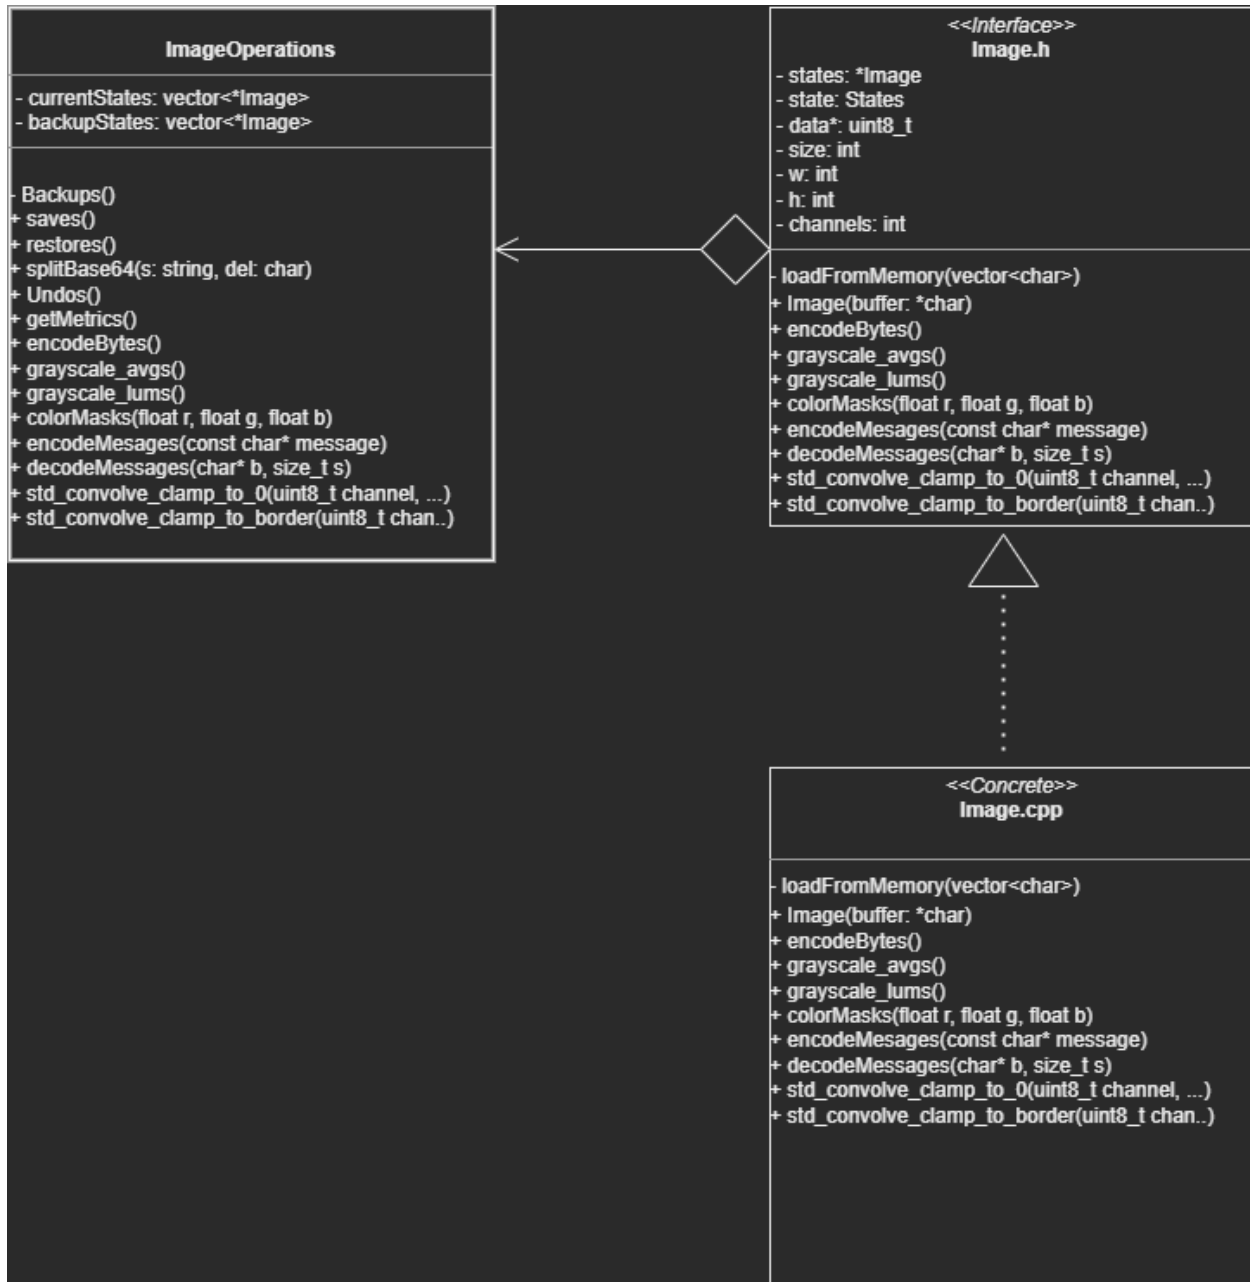 ImageOperations
- currentStates: vector<*Image>
- backupStates: vector<*Image>
- Backups()
+ saves()
+ restores()
+ splitBase64(s: string, del: char)
+ Undos()
+ getMetrics()
+ encodeBytes()
+ grayscale_avgs()
+ grayscale_lums()
+ colorMasks(float r, float g, float b)
+ encodeMesages(const char* message)
+ decodeMessages(char* b, size_t s)
+ std_convolve_clamp_to_0(uint8_t channel, ...)
+ std_convolve_clamp_to_border(uint8_t chan..)
<<Interface>>
Image.h
- states: *Image
- state: States
- data*: uint8_t
- size: int
- w: int
- h: int
- channels: int
- loadFromMemory(vector<char>)
+ Image(buffer: *char)
+ encodeBytes()
+ grayscale_avgs()
+ grayscale_lums()
+ colorMasks(float r, float g, float b)
+ encodeMesages(const char* message)
+ decodeMessages(char* b, size_t s)
+ std_convolve_clamp_to_0(uint8_t channel, ...)
+ std_convolve_clamp_to_border(uint8_t chan..)
<<Concrete>>
Image.cpp
- loadFromMemory(vector<char>)
+ Image(buffer: *char)
+ encodeBytes()
+ grayscale_avgs()
+ grayscale_lums()
+ colorMasks(float r, float g, float b)
+ encodeMesages(const char* message)
+ decodeMessages(char* b, size_t s)
+ std_convolve_clamp_to_0(uint8_t channel, ...)
+ std_convolve_clamp_to_border(uint8_t chan..)